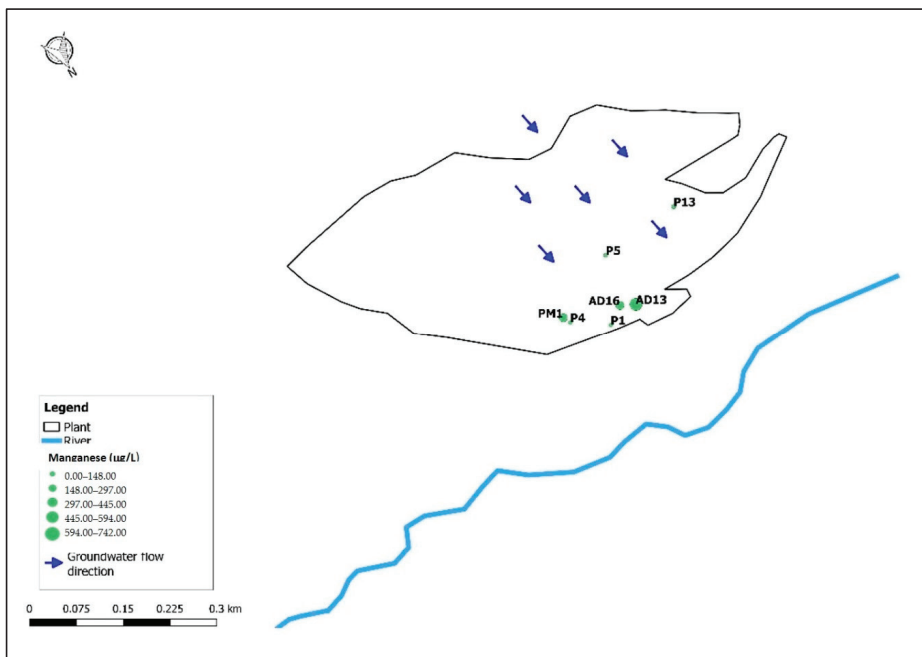 N
P13
P5
AD16
AD13
PM1
P4
P1
Legend
Plant
River
Manganese (µg/L)
0.00–148.00
148.00–297.00
297.00–445.00
445.00–594.00
594.00–742.00
Groundwater flow
direction
0 0.075 0.15 0.225 0.3 km